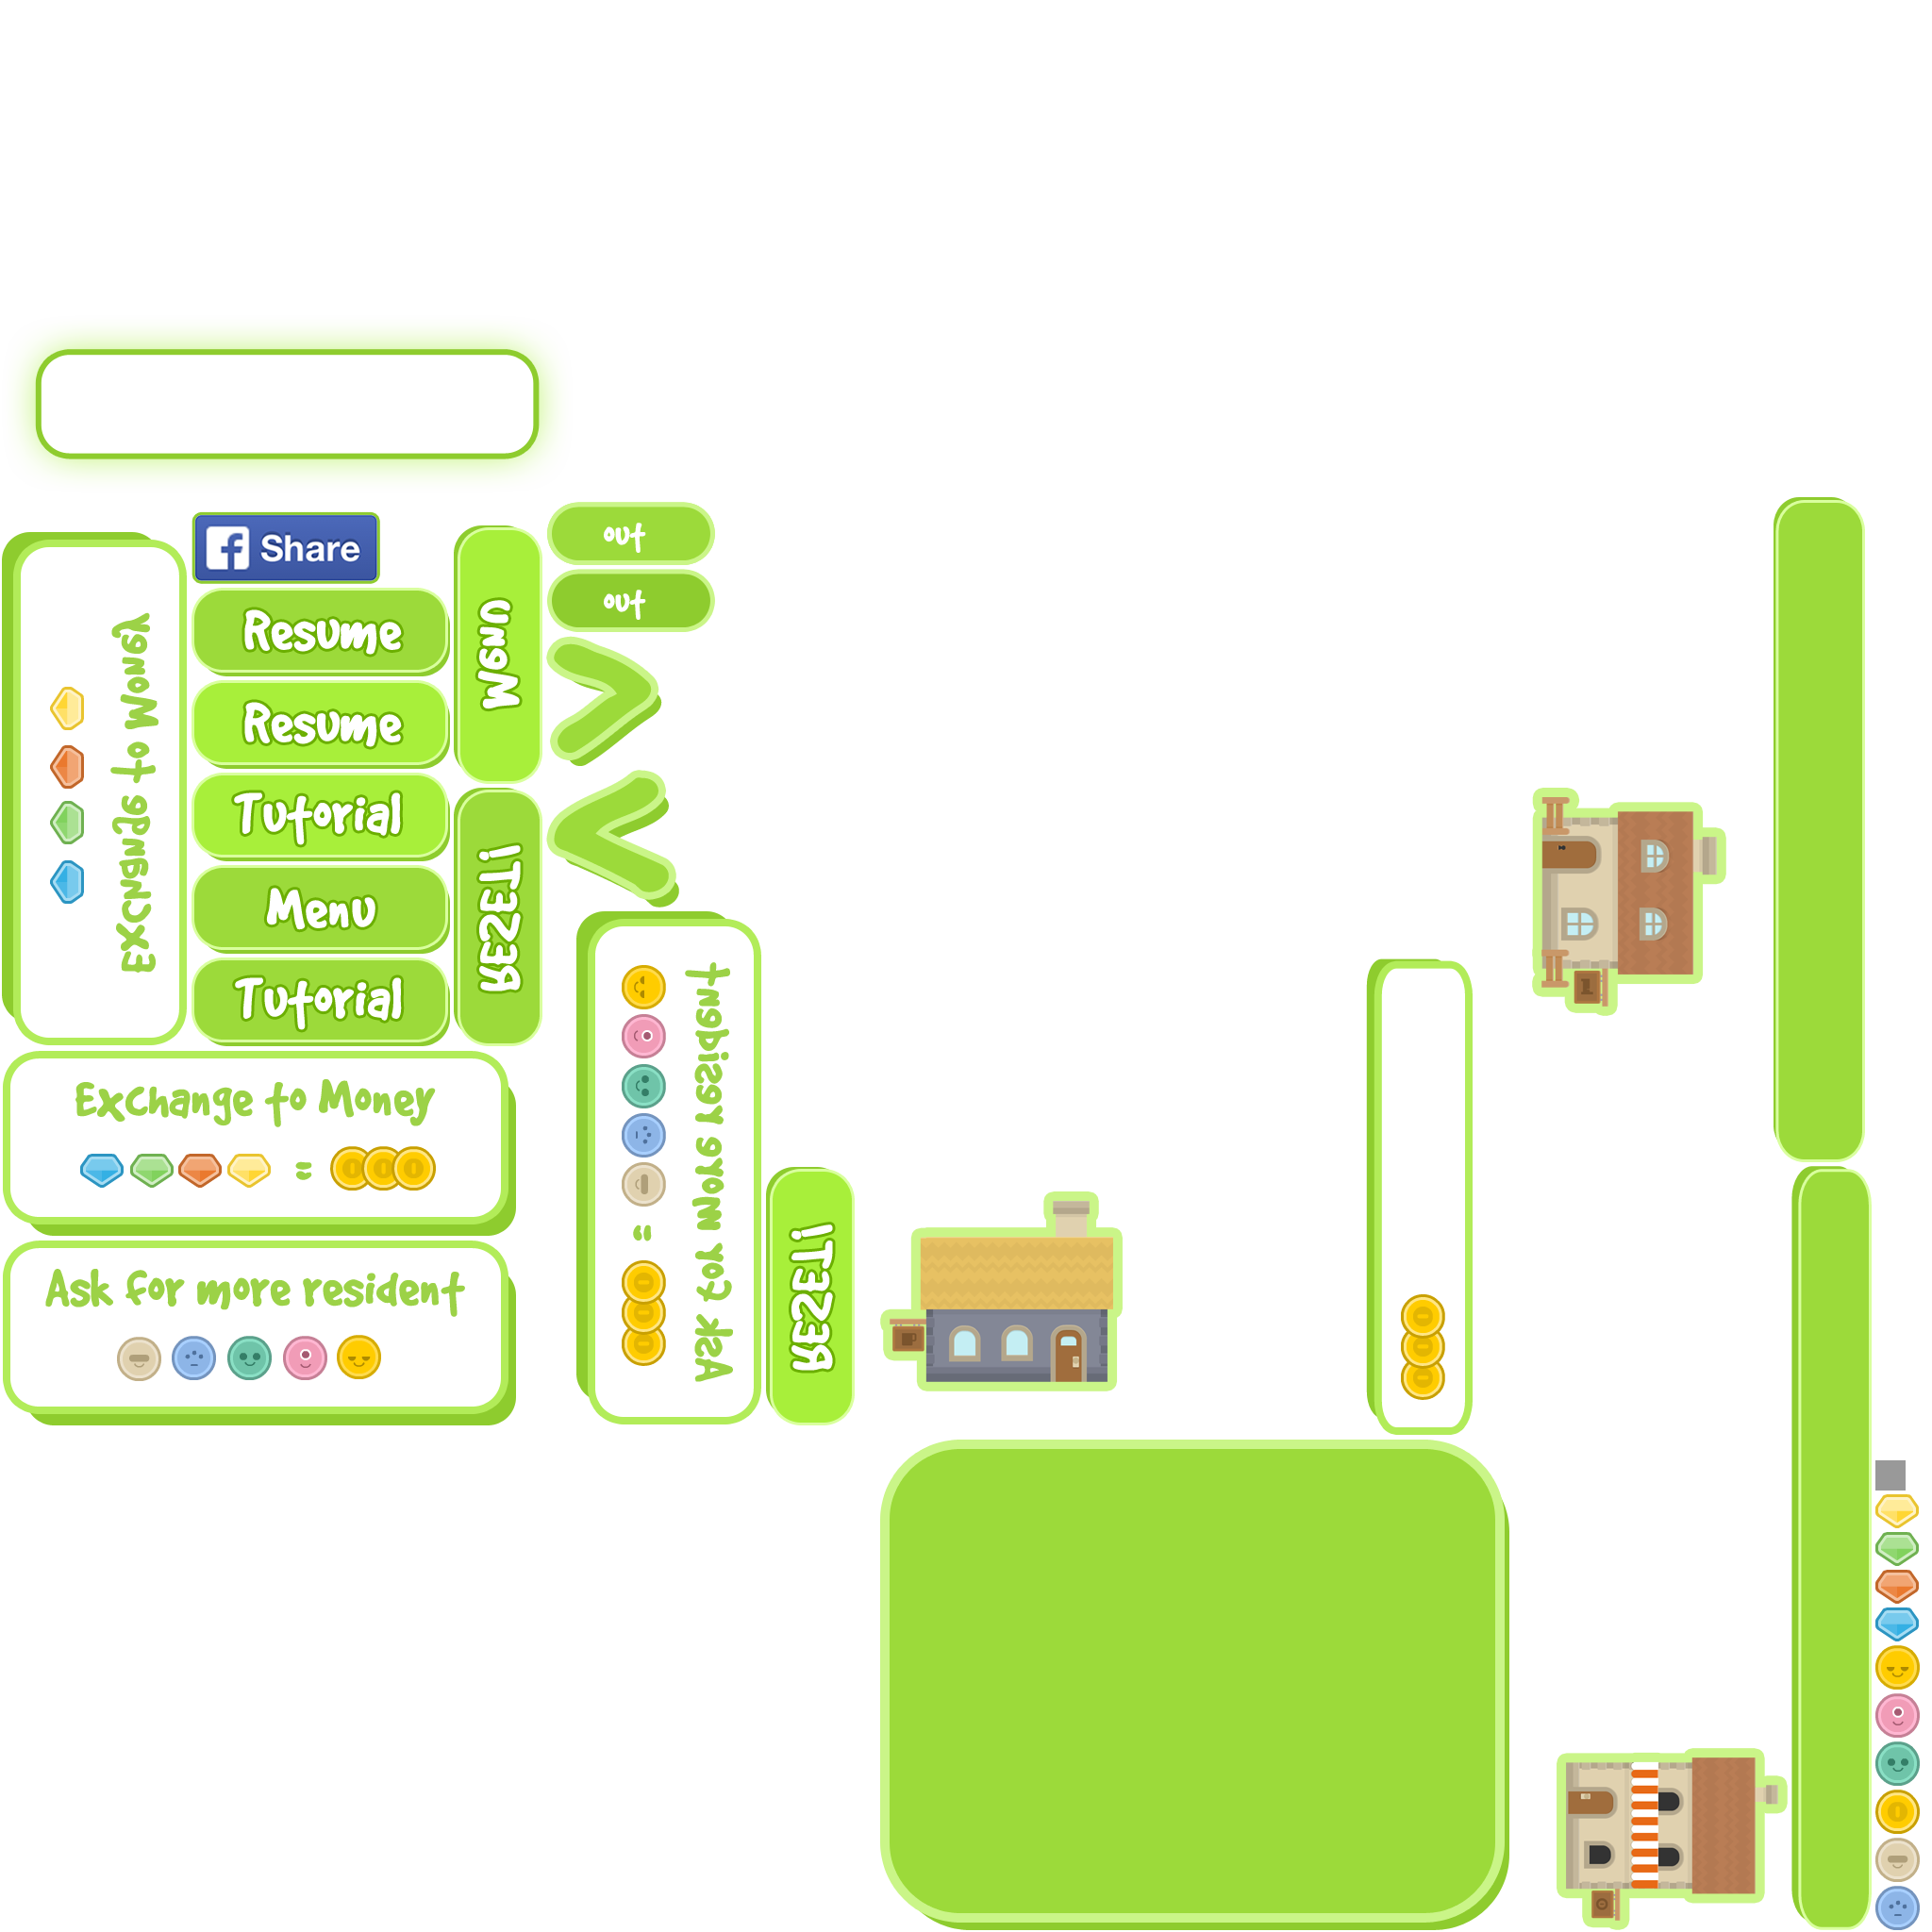 Share
out
out
Resume
Resume
Tutorial
Menu
Tutorial
Menu
RESET!
Exchange to Money
Exchange to Money
=
Ask for more resident
Ask for more resident
=
RESET!
1